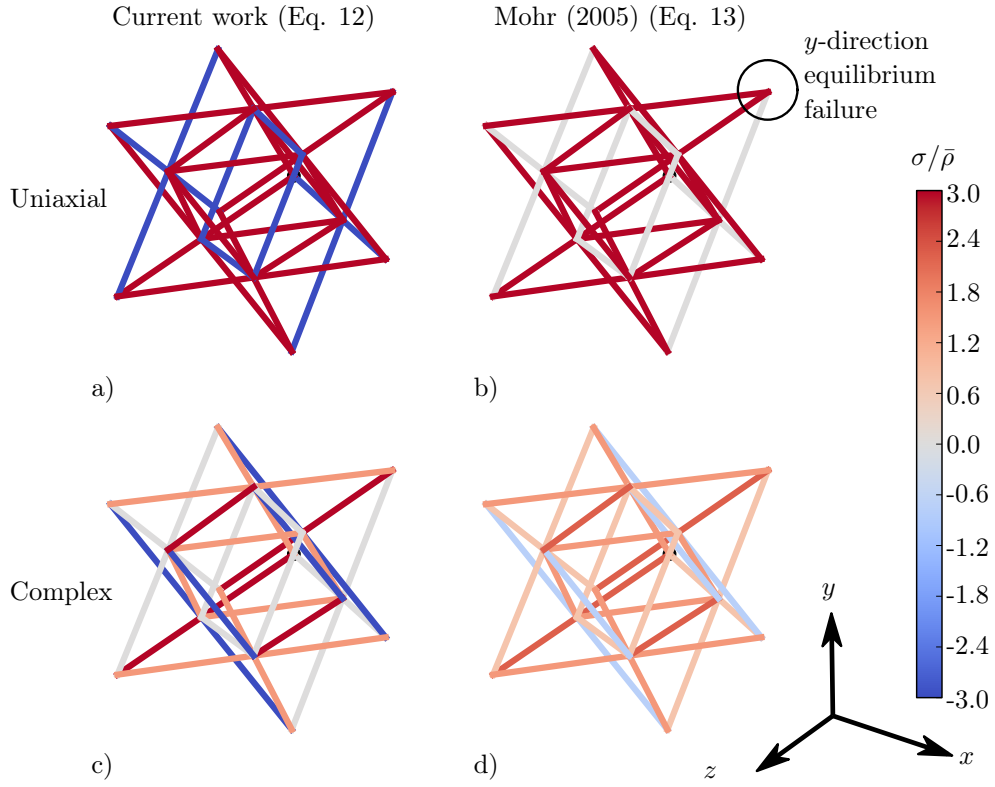 Current work (Eq. 12)
Mohr (2005) (Eq. 13)
y-direction
equilibrium
failure
σ/ρ̄
Uniaxial
3.0
2.4
1.8
1.2
0.6
0.0
-0.6
-1.2
-1.8
-2.4
-3.0
a)
b)
Complex
c)
d)
y
x
z